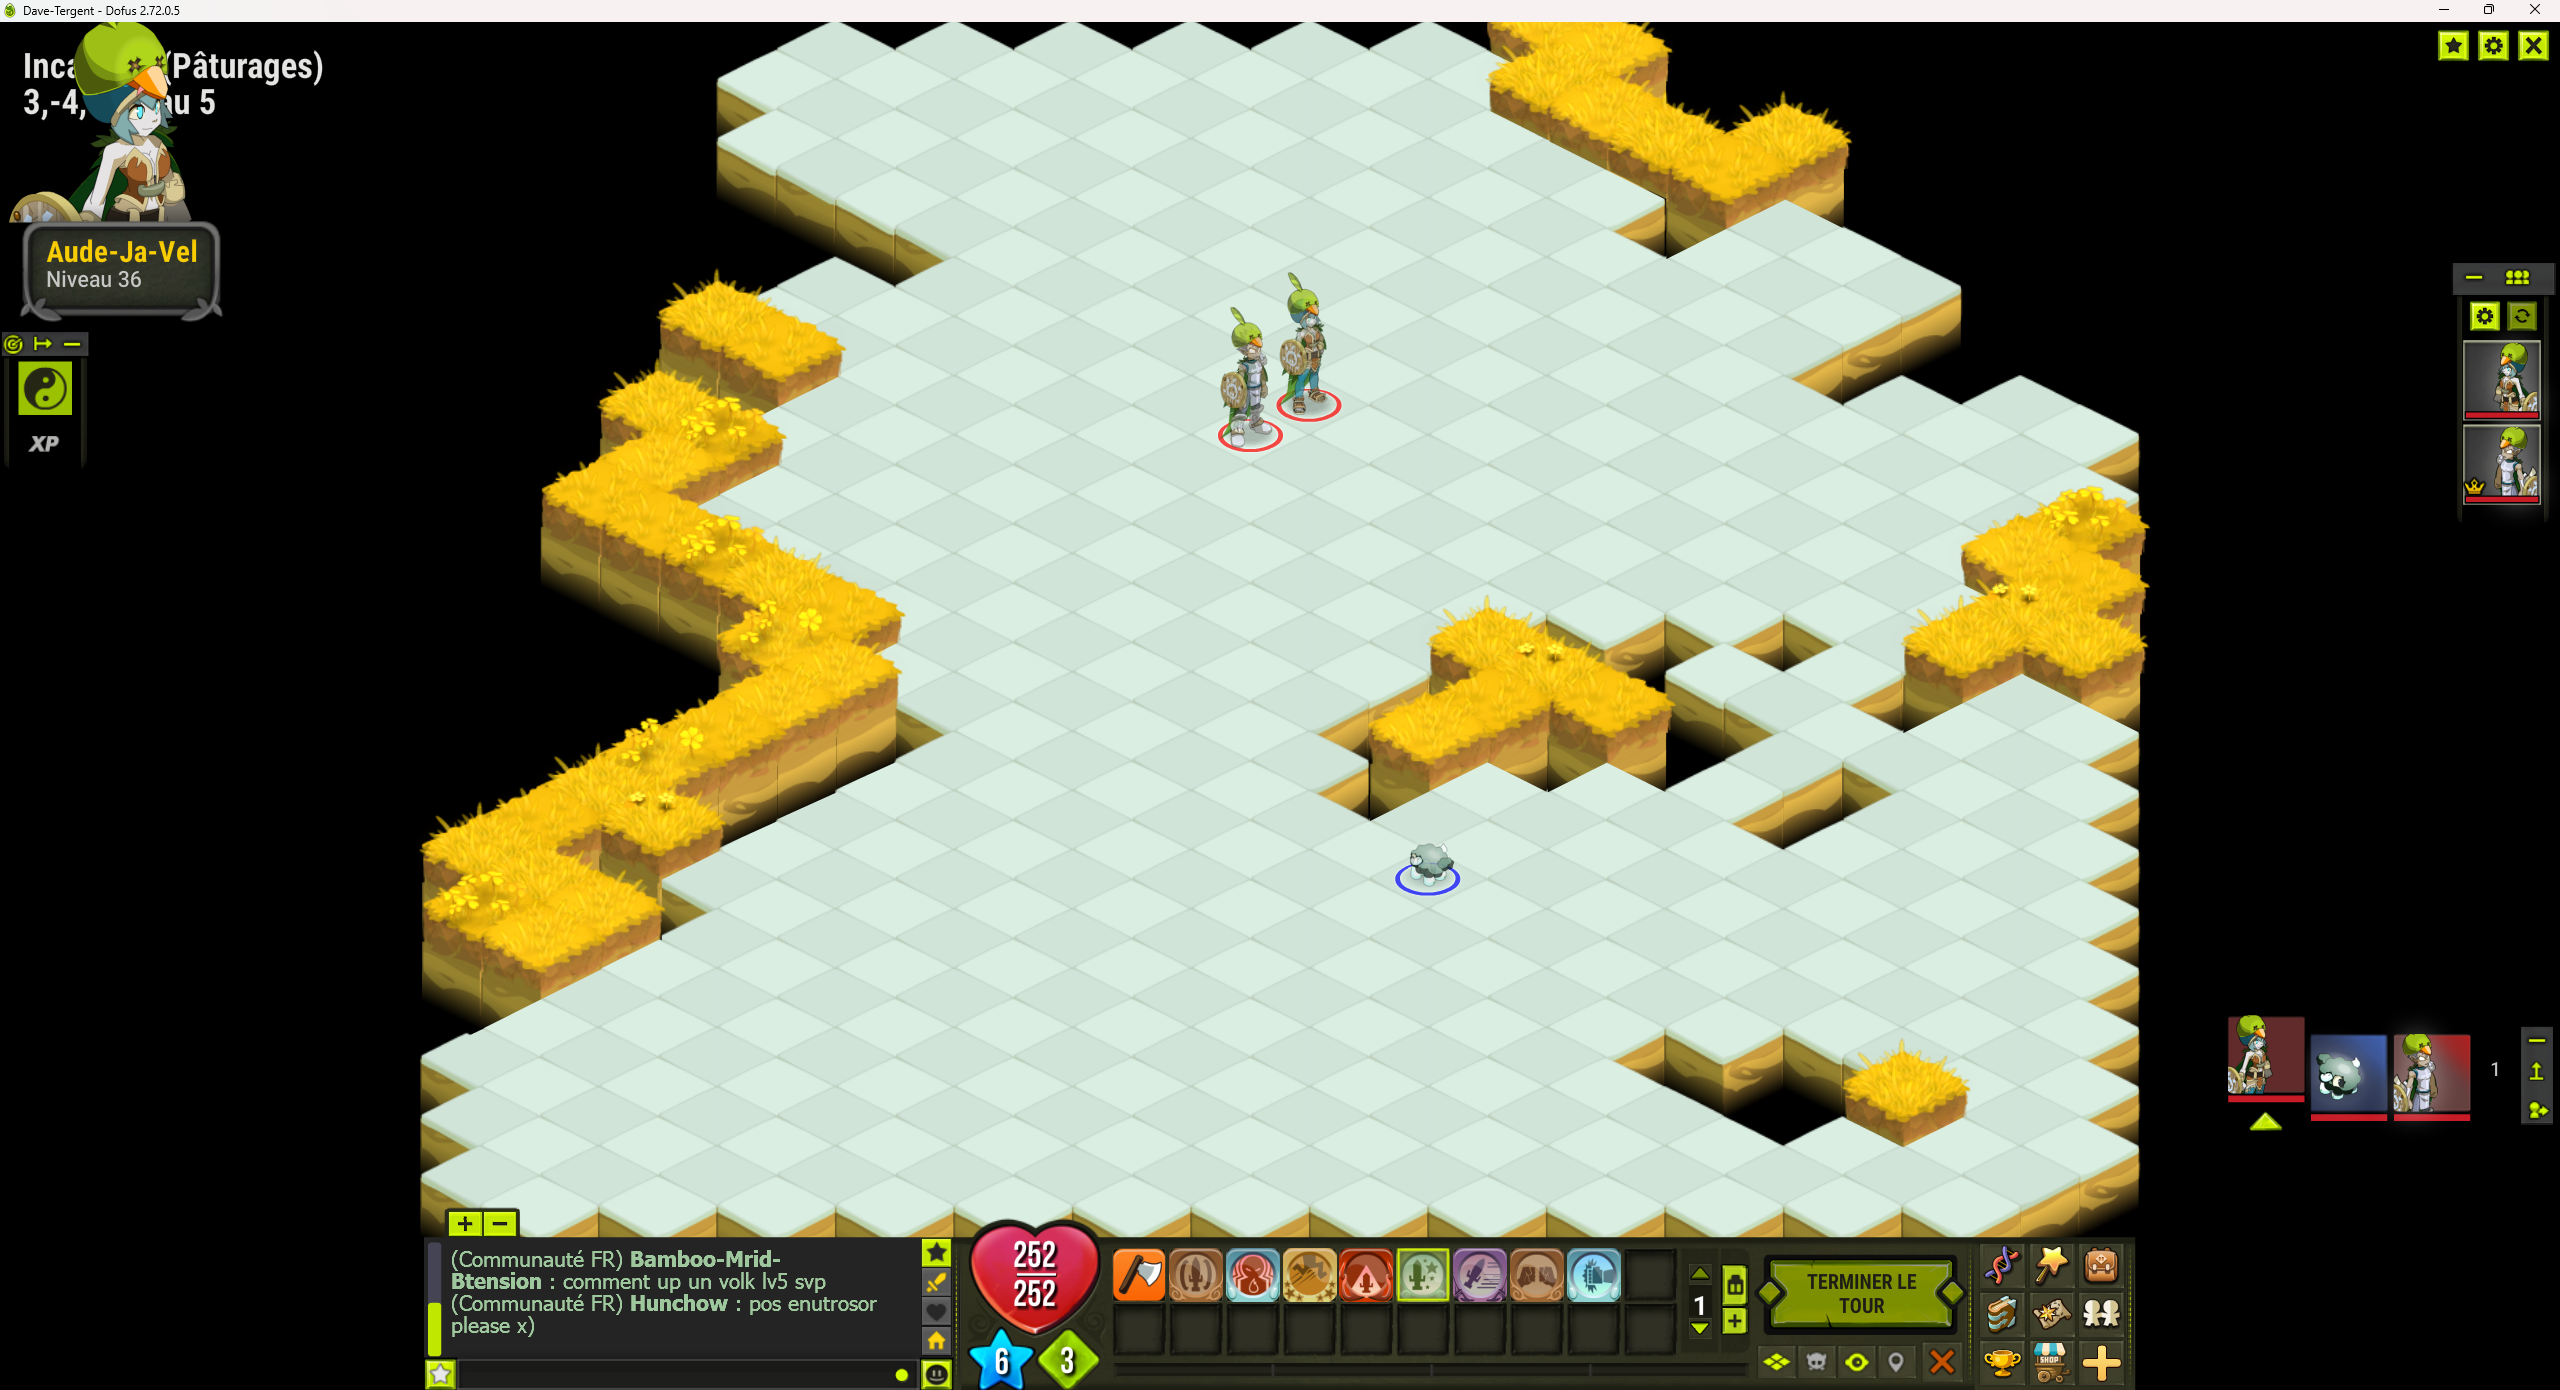 Dave-Tergent - Dofus 2.72.0.5
(Pâturages)
3,-4,
u 5
Aude-Ja-Vel
Niveau 36
XP
1
(Communauté FR) Bamboo-Mrid-
Btension : comment up un volk lv5 svp
(Communauté FR) Hunchow : pos enutrosor
please x)
252
252
6
3
1
TERMINER LE
TOUR
SHOP